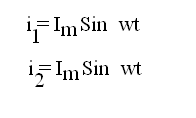 i₁=Iₘ Sin wt
i₂=Iₘ Sin wt